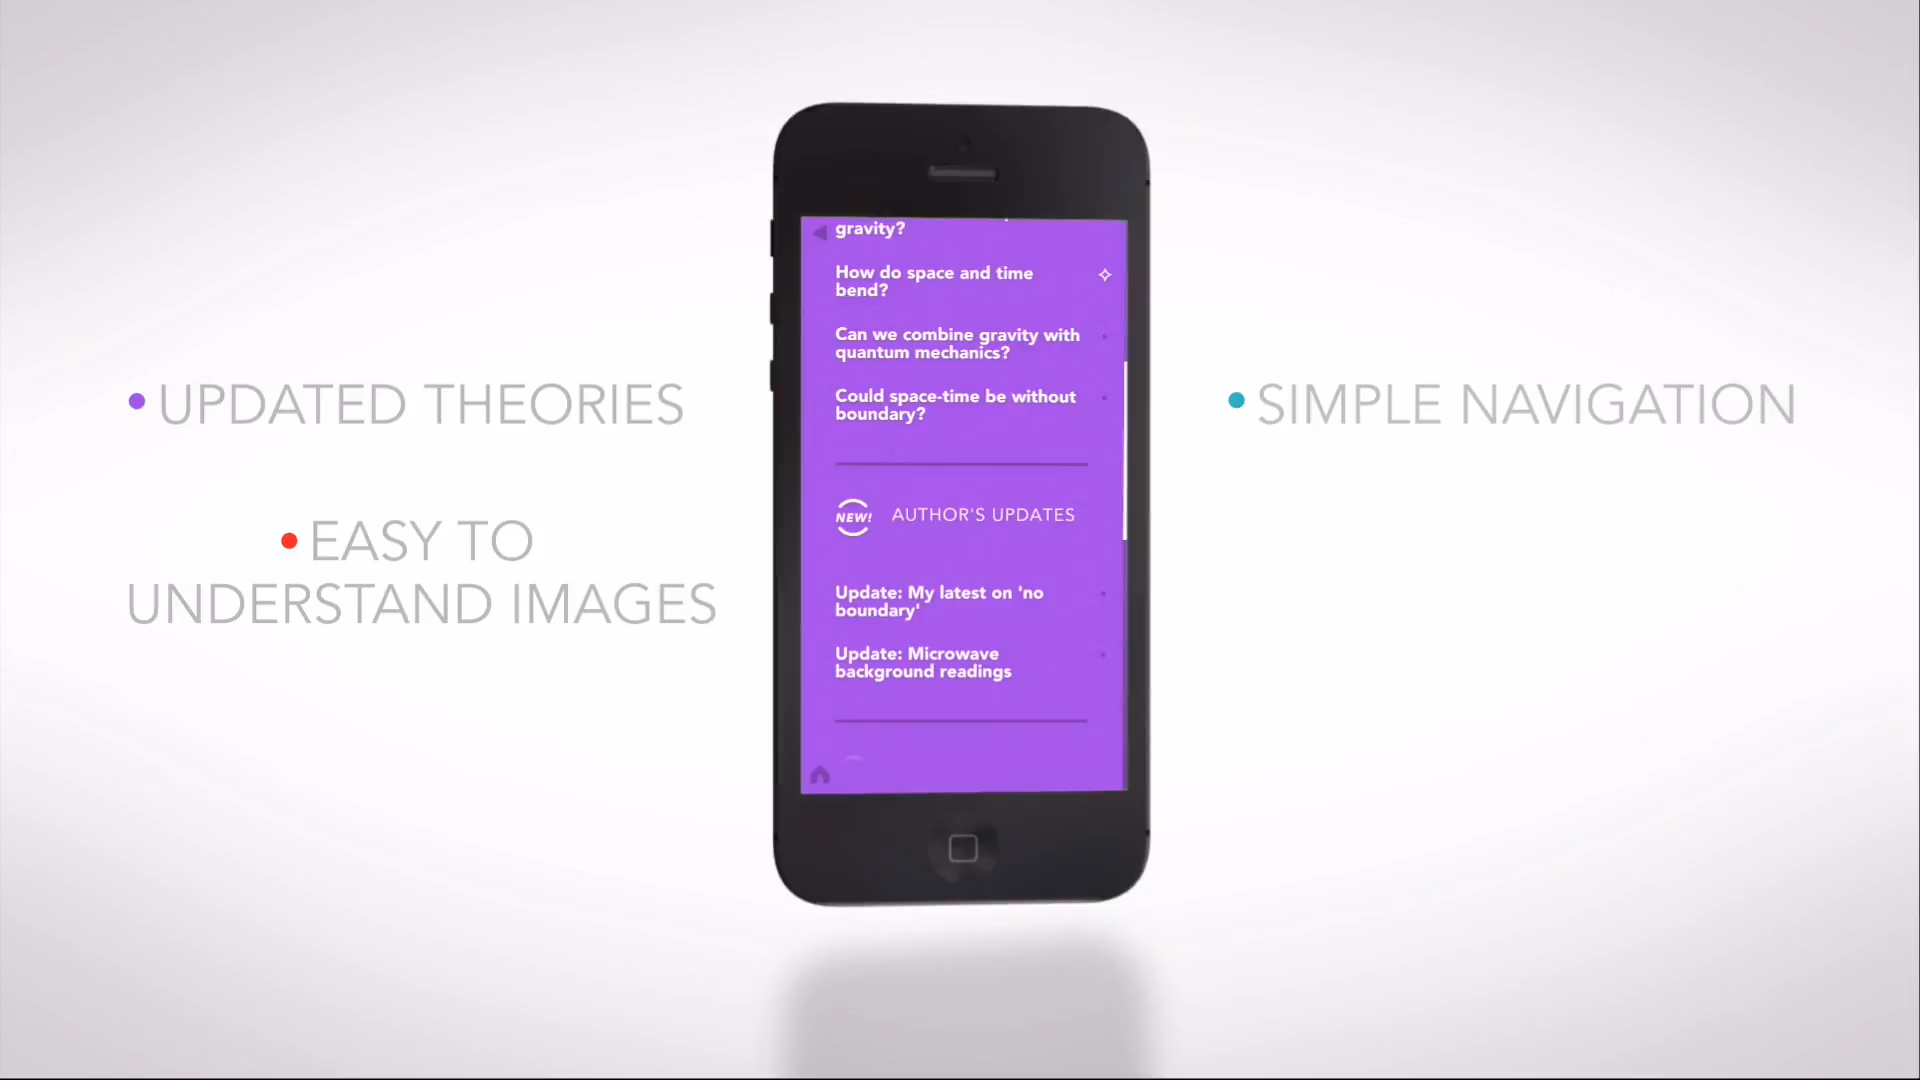 UPDATED THEORIES
EASY TO
UNDERSTAND IMAGES
gravity?
How do space and time
bend?
Can we combine gravity with
quantum mechanics?
Could space-time be without
boundary?
NEW! AUTHOR'S UPDATES
Update: My latest on 'no
boundary'
Update: Microwave
background readings
SIMPLE NAVIGATION